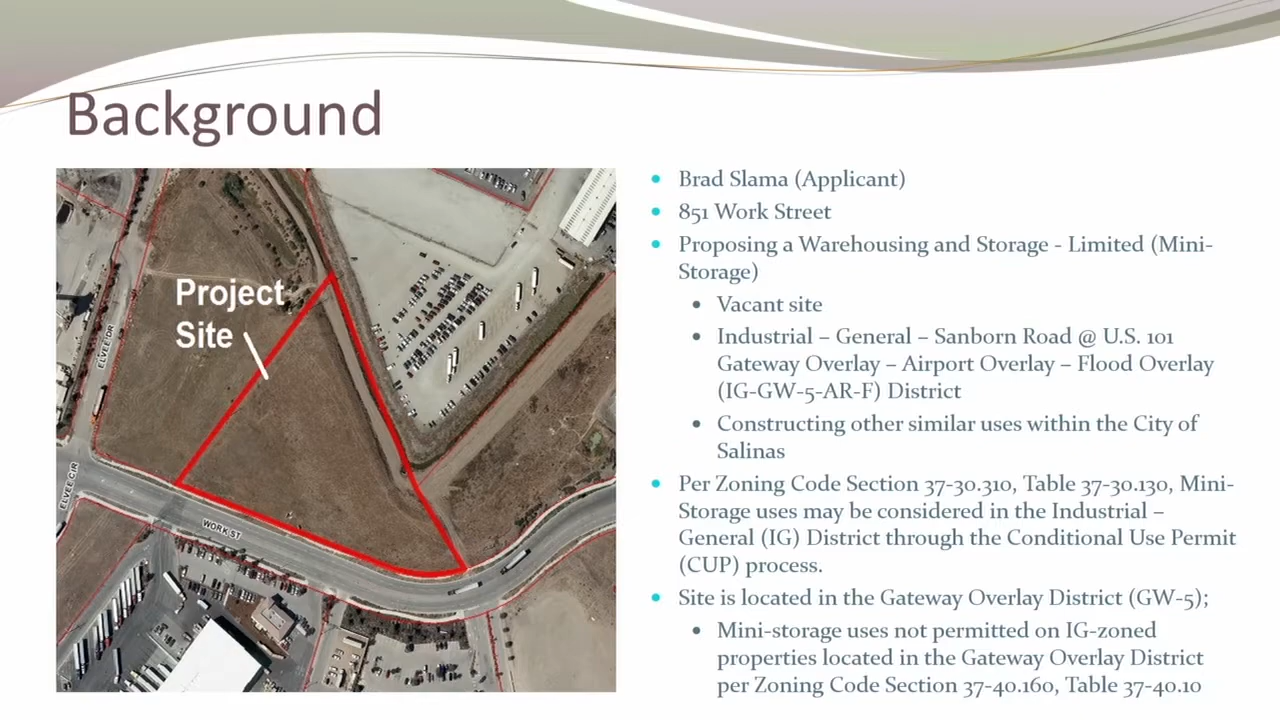 Background
Project
Site
ELVEE DR
ELVEE CIR
WORK ST
• Brad Slama (Applicant)
• 851 Work Street
• Proposing a Warehousing and Storage - Limited (Mini-
Storage)
• Vacant site
• Industrial – General – Sanborn Road @ U.S. 101
Gateway Overlay – Airport Overlay – Flood Overlay
(IG-GW-5-AR-F) District
• Constructing other similar uses within the City of
Salinas
• Per Zoning Code Section 37-30.310, Table 37-30.130, Mini-
Storage uses may be considered in the Industrial –
General (IG) District through the Conditional Use Permit
(CUP) process.
• Site is located in the Gateway Overlay District (GW-5);
• Mini-storage uses not permitted on IG-zoned
properties located in the Gateway Overlay District
per Zoning Code Section 37-40.160, Table 37-40.10